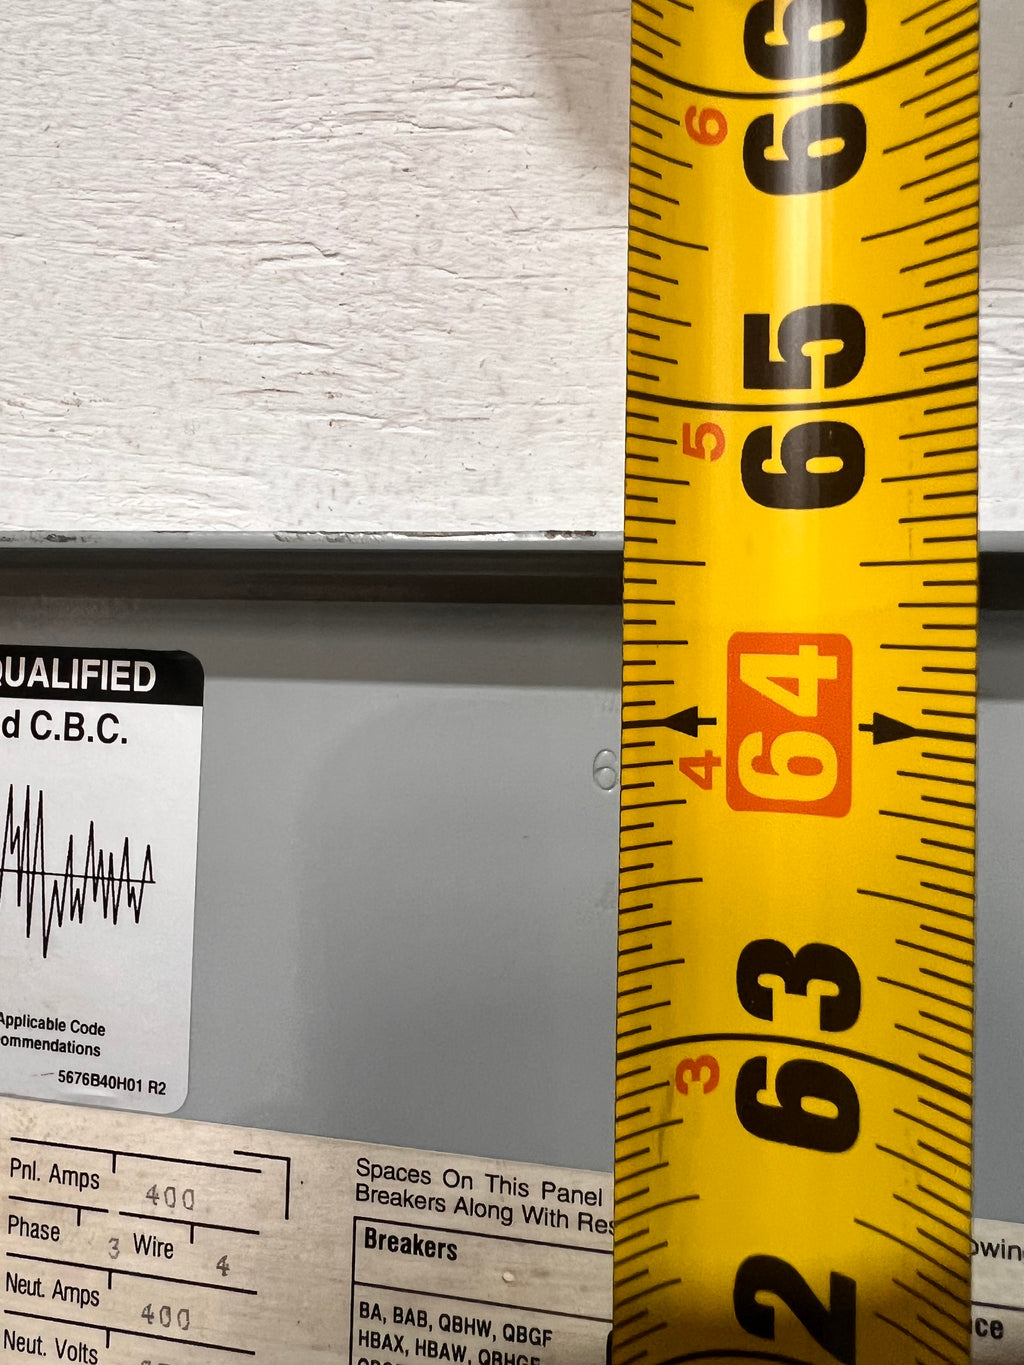 66
6
65
5
64
4
63
3
2
6
QUALIFIED
d C.B.C.
Applicable Code
ommendations
5676B40H01 R2
Pnl. Amps 400
Phase 3 Wire 4
Neut. Amps 400
Neut. Volts
Spaces On This Panel
Breakers Along With Res
owin
Breakers
ce
BA, BAB, QBHW, QBGF
HBAX, HBAW, QBHGF